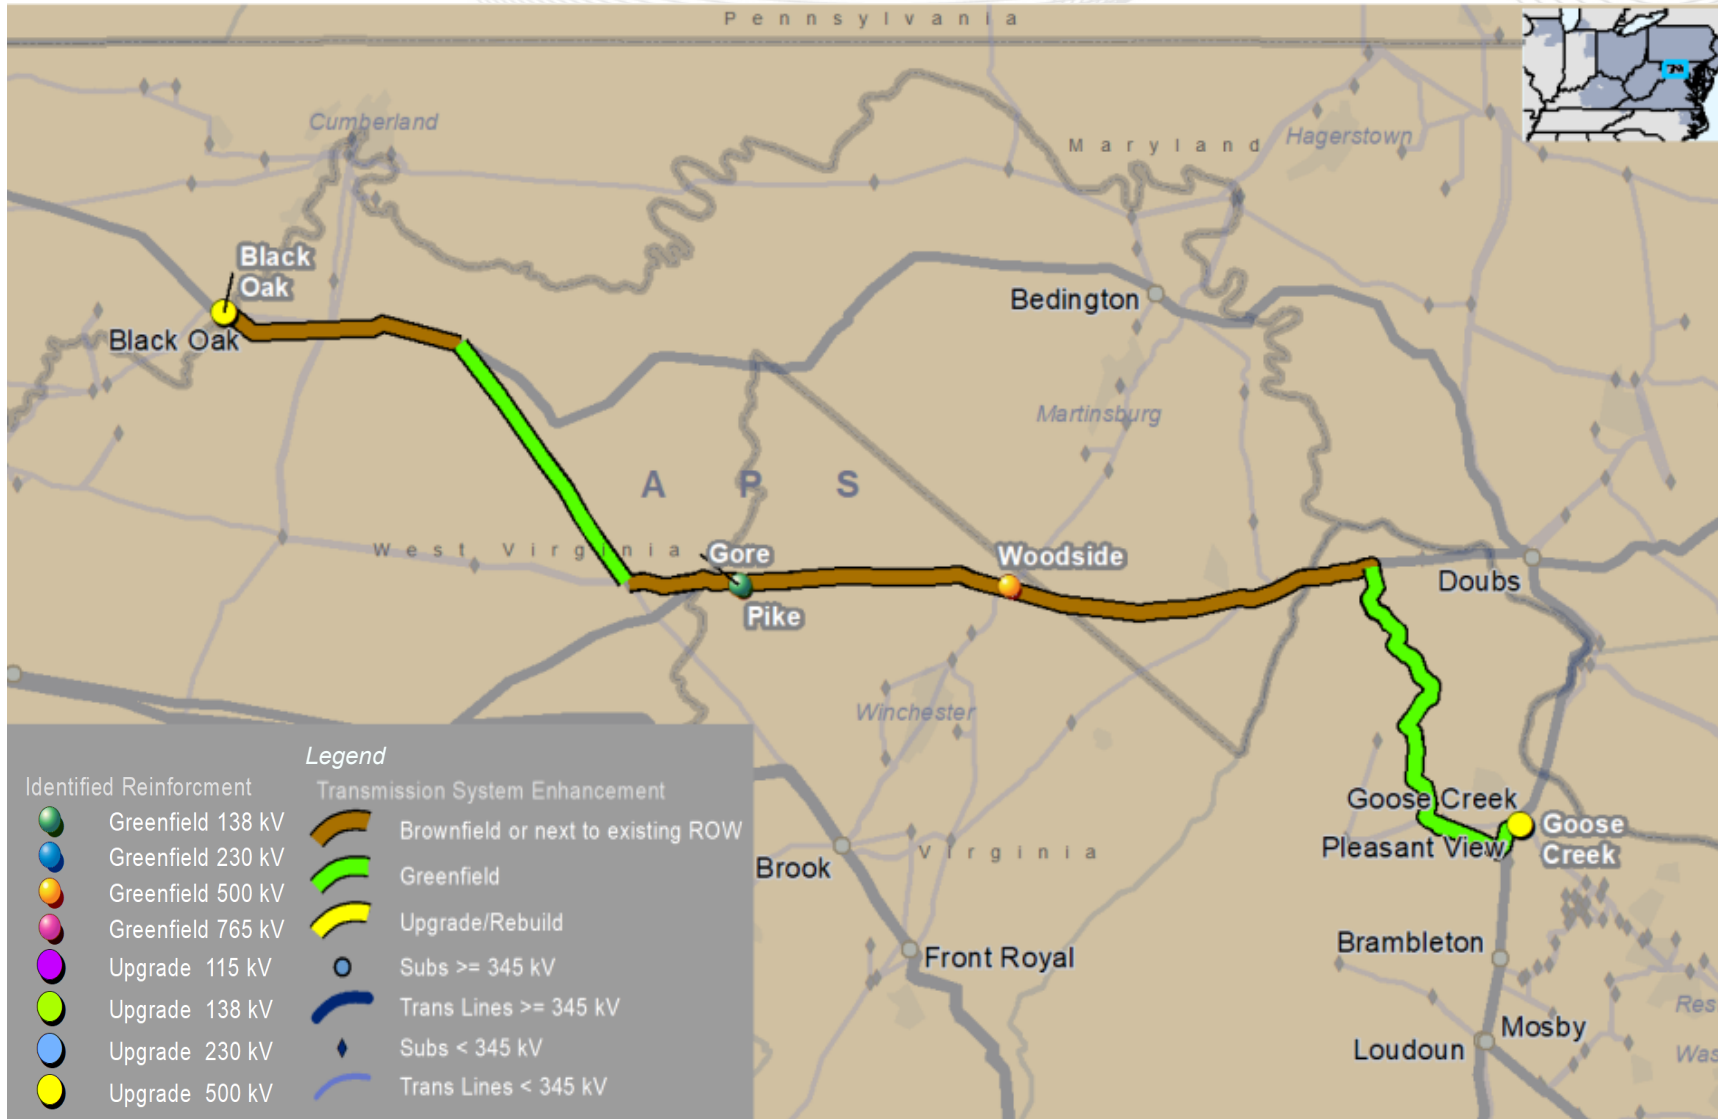 Pennsylvania
Cumberland
Maryland
Hagerstown
Black
Oak
Black Oak
Bedington
Martinsburg
A P S
West Virginia
Gore
Pike
Woodside
Doubs
Winchester
Goose Creek
Goose
Creek
Pleasant View
Brook
Virginia
Front Royal
Brambleton
Mosby
Loudoun
Res
Was
Legend
Identified Reinforcment
Greenfield 138 kV
Greenfield 230 kV
Greenfield 500 kV
Greenfield 765 kV
Upgrade 115 kV
Upgrade 138 kV
Upgrade 230 kV
Upgrade 500 kV
Transmission System Enhancement
Brownfield or next to existing ROW
Greenfield
Upgrade/Rebuild
Subs >= 345 kV
Trans Lines >= 345 kV
Subs < 345 kV
Trans Lines < 345 kV